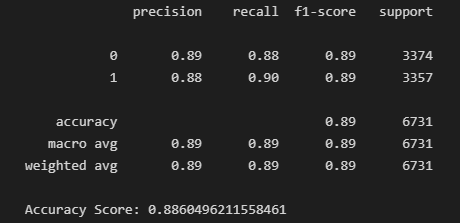 precision recall f1-score support
0 0.89 0.88 0.89 3374
1 0.88 0.90 0.89 3357
accuracy 0.89 6731
macro avg 0.89 0.89 0.89 6731
weighted avg 0.89 0.89 0.89 6731
Accuracy Score: 0.8860496211558461